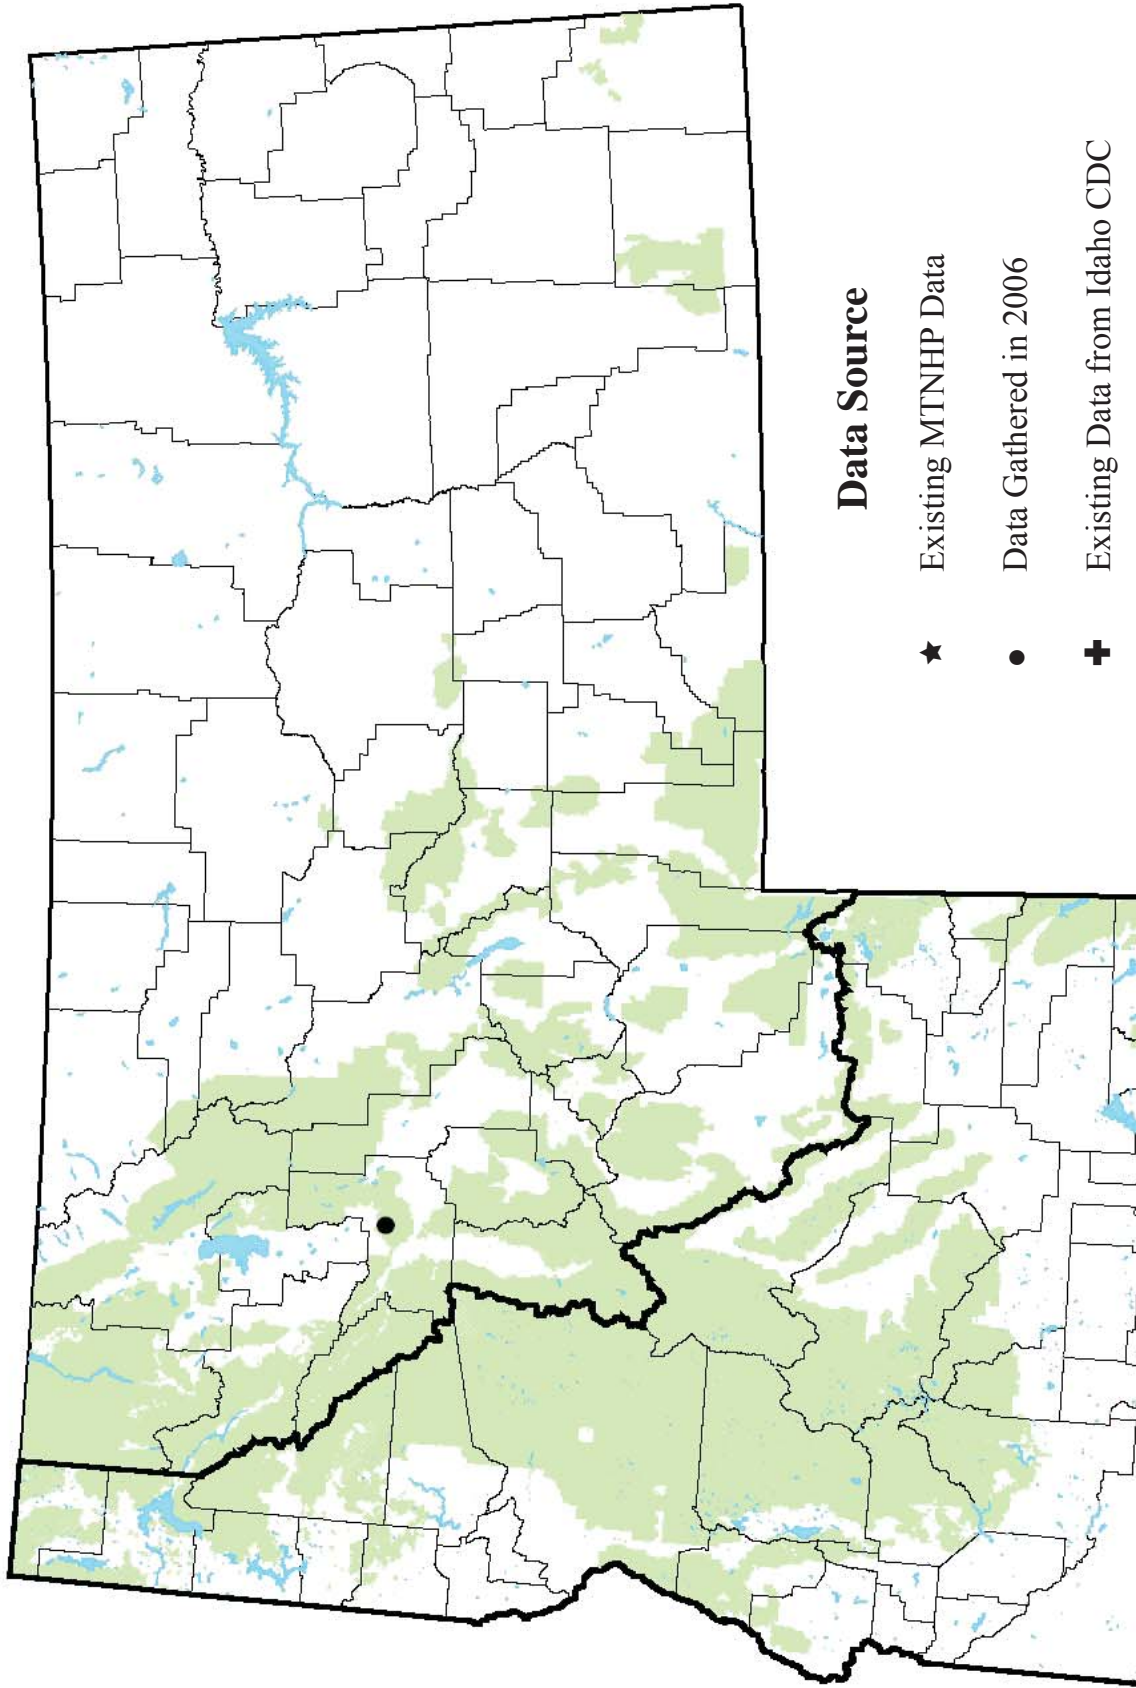 Data Source
Existing MTNHP Data
Data Gathered in 2006
Existing Data from Idaho CDC